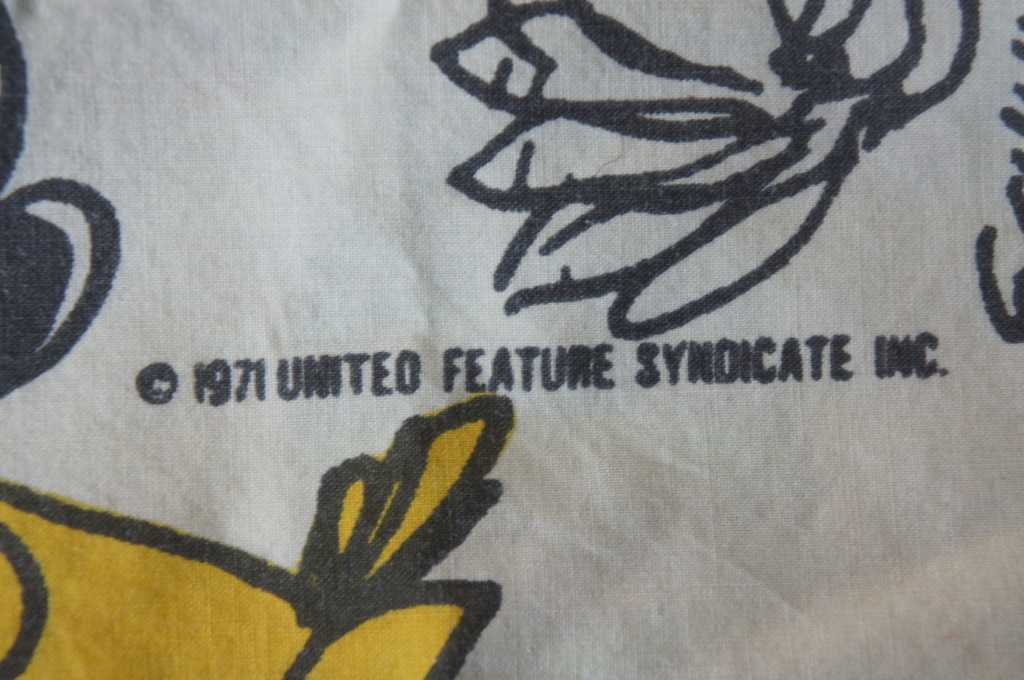 © 1971 UNITED FEATURE SYNDICATE INC.